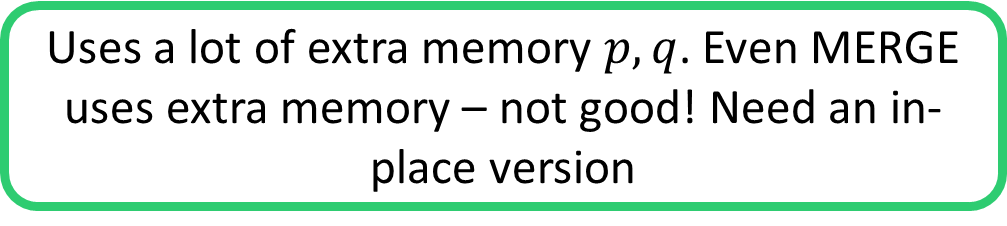 Uses a lot of extra memory 𝑝, 𝑞. Even MERGE
uses extra memory – not good! Need an in-
place version